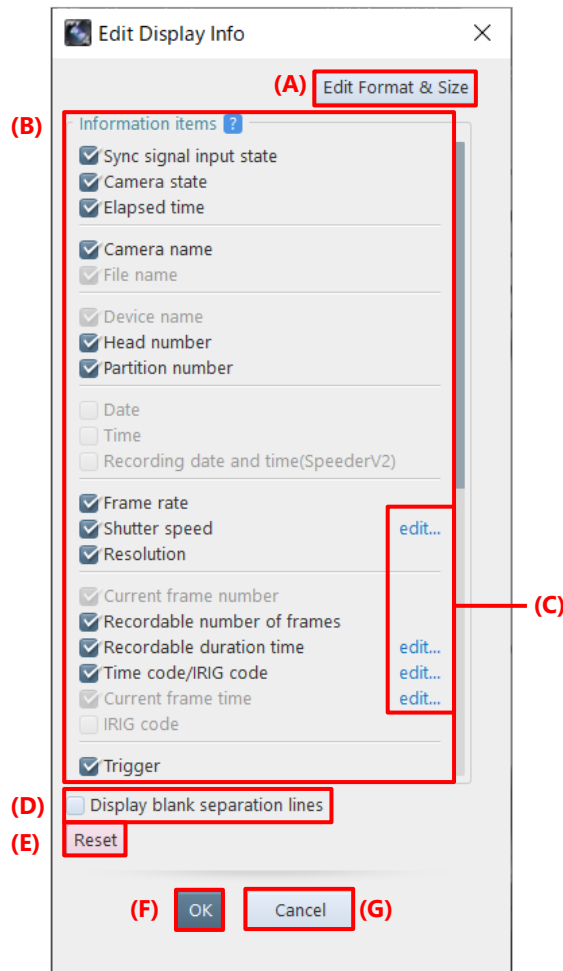 Edit Display Info
(A) Edit Format & Size
(B) Information items ?
Sync signal input state
Camera state
Elapsed time
Camera name
File name
Device name
Head number
Partition number
Date
Time
Recording date and time(SpeederV2)
Frame rate
Shutter speed edit...
Resolution
Current frame number
(C)
Recordable number of frames
Recordable duration time edit...
Time code/IRIG code edit...
Current frame time edit...
IRIG code
Trigger
(D) Display blank separation lines
(E) Reset
(F) OK Cancel (G)